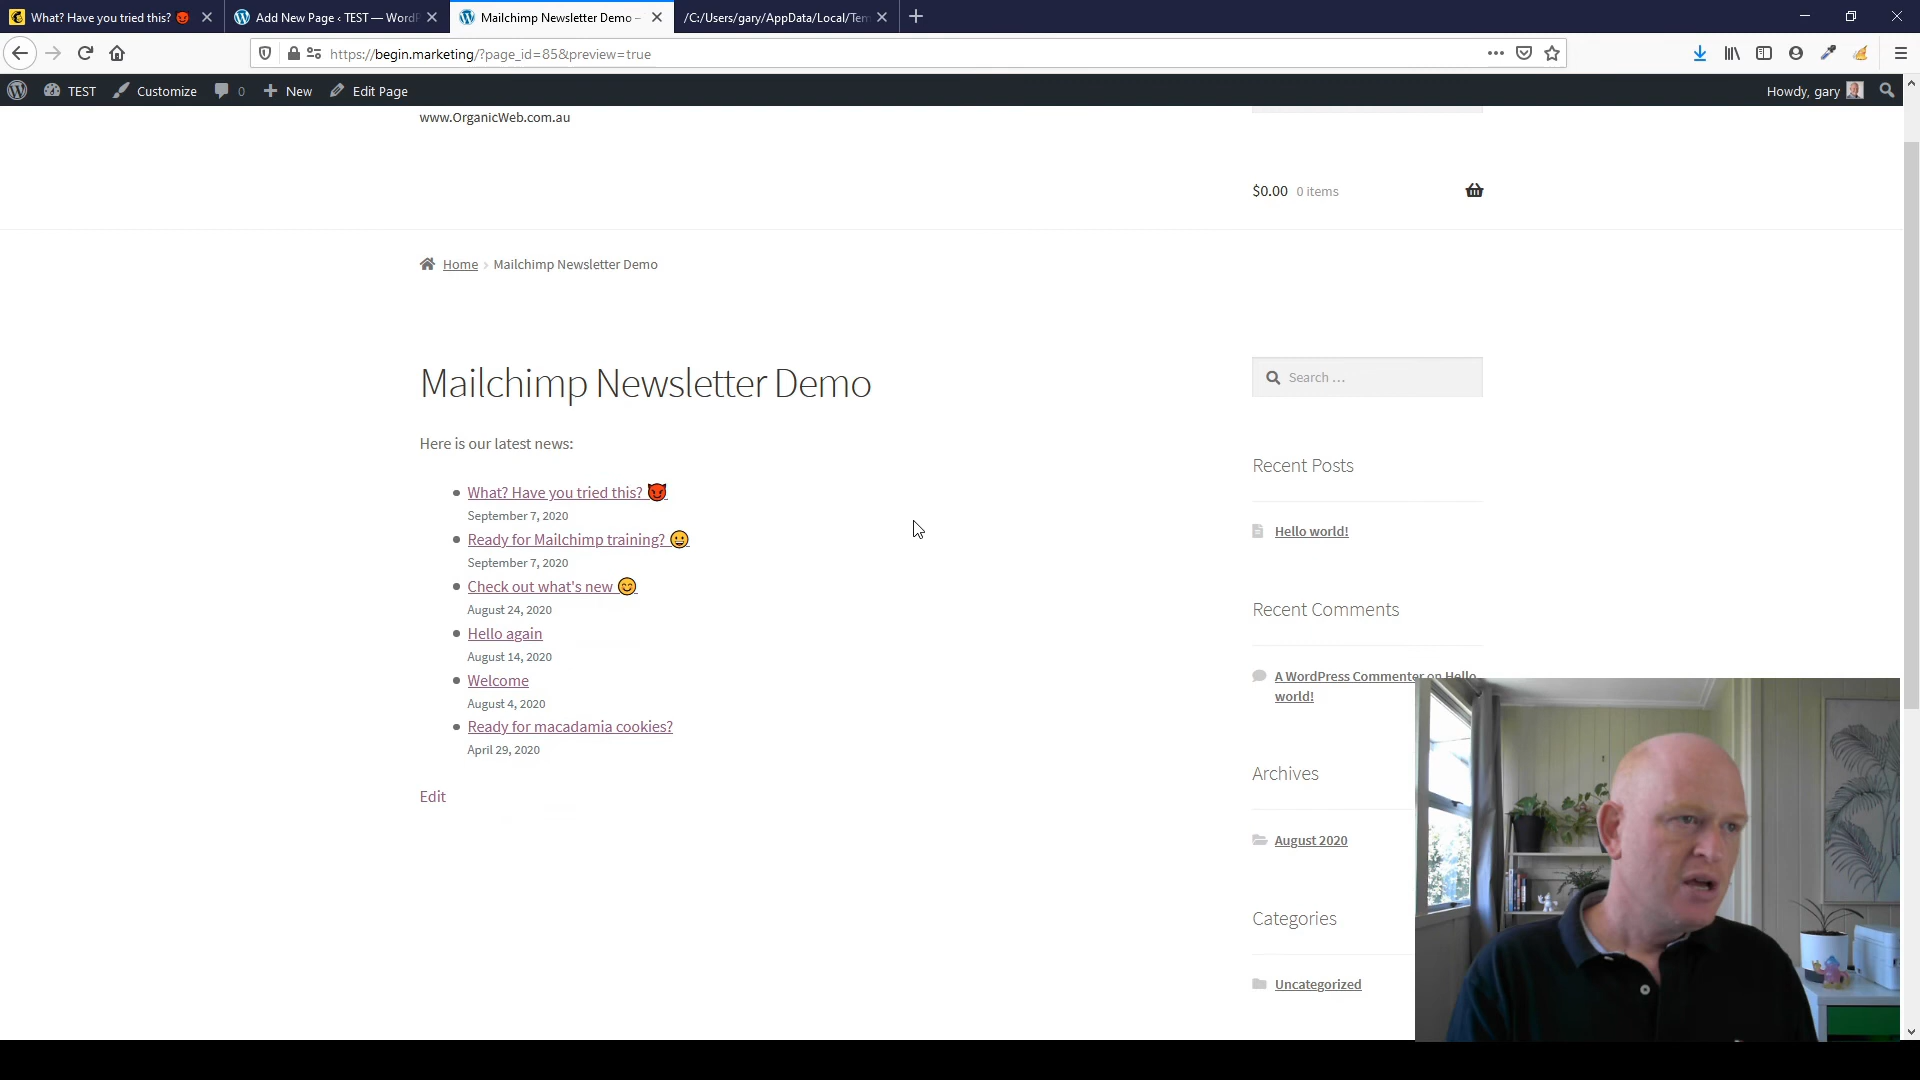 What? Have you tried this? 😈
Add New Page ‹ TEST — WordP
Mailchimp Newsletter Demo –
/C:/Users/gary/AppData/Local/Tem
https://begin.marketing/?page_id=85&preview=true
TEST
Customize
0
New
Edit Page
Howdy, gary
www.OrganicWeb.com.au
$0.00 0 items
Home › Mailchimp Newsletter Demo
Mailchimp Newsletter Demo
Here is our latest news:
What? Have you tried this? 😈
September 7, 2020
Ready for Mailchimp training? 😀
September 7, 2020
Check out what's new 😊
August 24, 2020
Hello again
August 14, 2020
Welcome
August 4, 2020
Ready for macadamia cookies?
April 29, 2020
Edit
Search …
Recent Posts
Hello world!
Recent Comments
A WordPress Commenter on Hello
world!
Archives
August 2020
Categories
Uncategorized